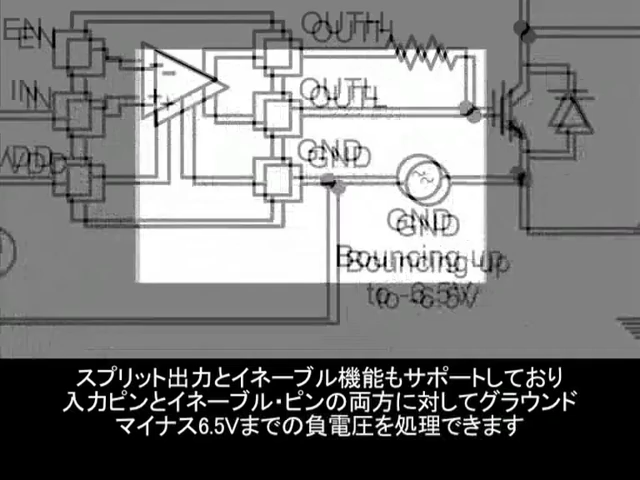 EN
OUTH
IN
OUTL
VDD
GND
GND
Bouncing up
to -6.5V
スプリット出力とイネーブル機能もサポートしており
入力ピンとイネーブル・ピンの両方に対してグラウンド
マイナス6.5Vまでの負電圧を処理できます